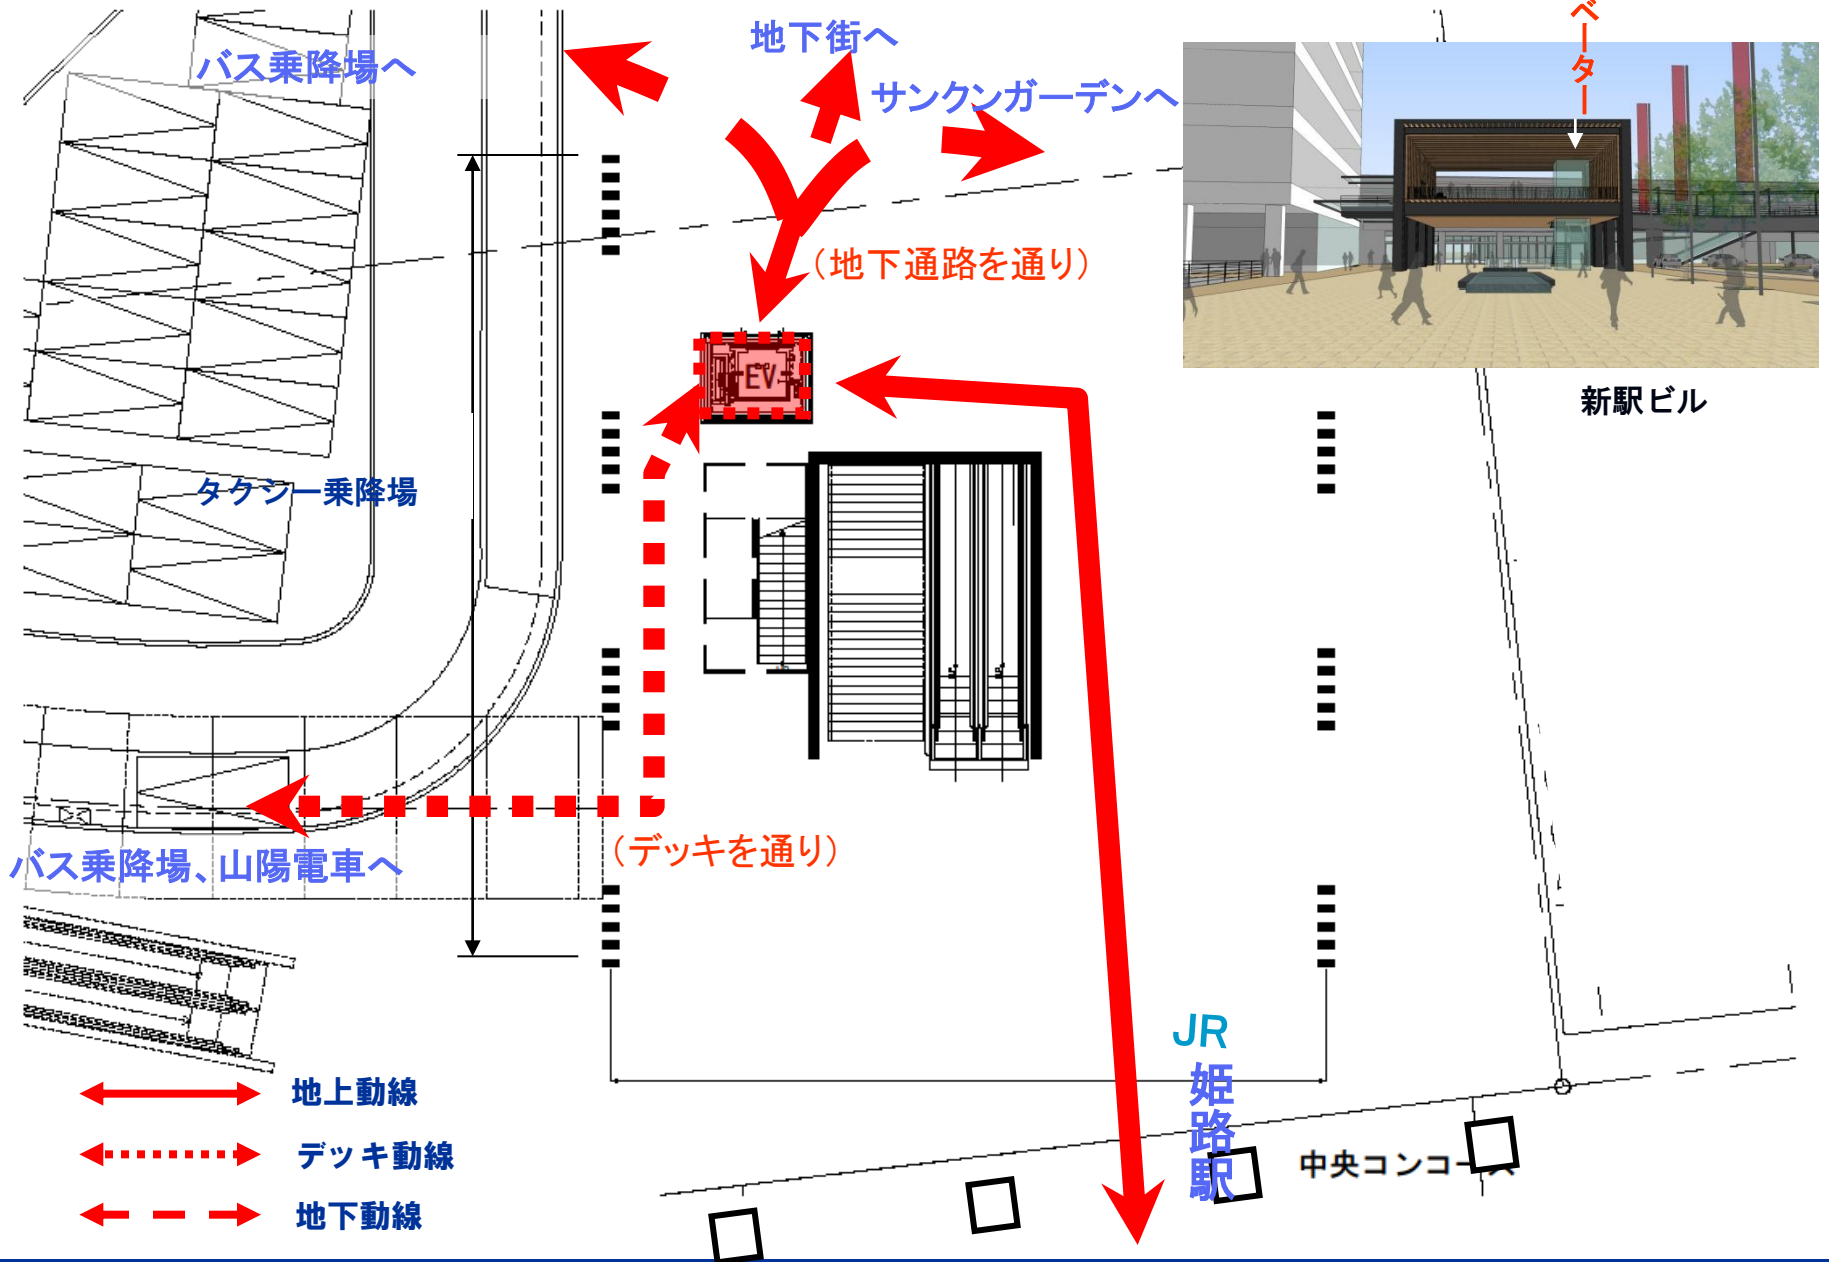 地下街へ
バス乗降場へ
サンクンガーデンへ
ベーター
（地下通路を通り）
EV
新駅ビル
タクシー乗降場
（デッキを通り）
バス乗降場、山陽電車へ
JR
姫路駅
中央コンコース
地上動線
デッキ動線
地下動線